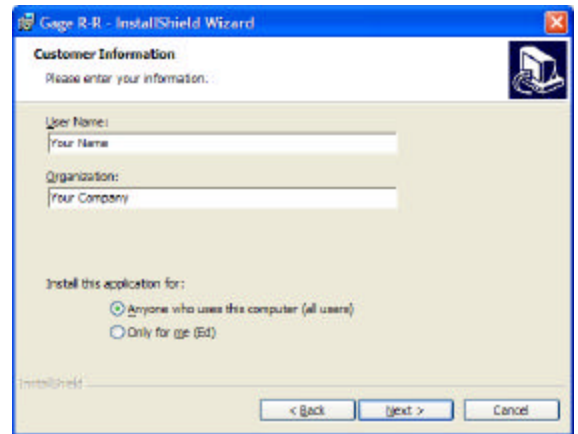 Gage R-R - InstallShield Wizard
Customer Information
Please enter your information.
User Name:
Your Name
Organization:
Your Company
Install this application for:
Anyone who uses this computer (all users)
Only for me (Ed)
InstallShield
< Back Next > Cancel